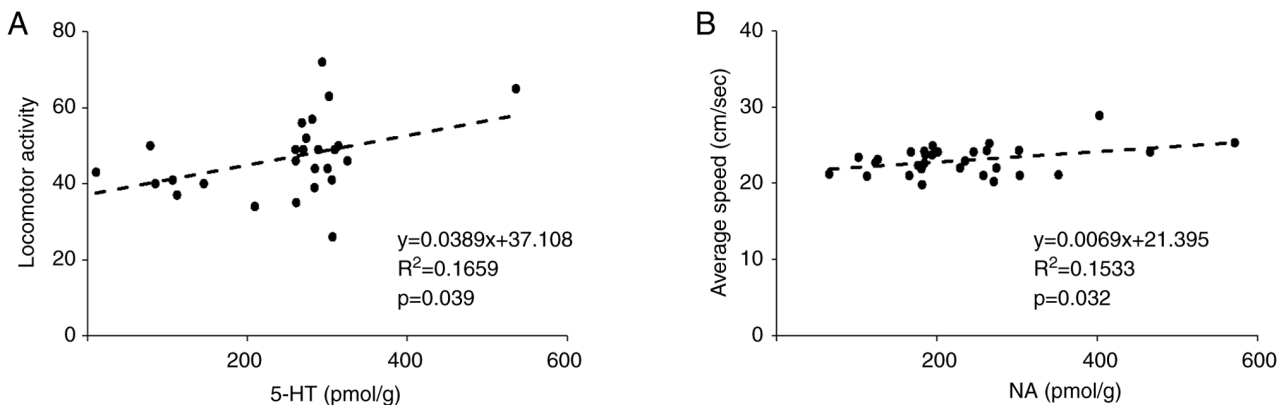 A
80
60
40
20
0
200
400
600
Locomotor activity
5-HT (pmol/g)
y=0.0389x+37.108
R²=0.1659
p=0.039
B
40
30
20
10
0
200
400
600
Average speed (cm/sec)
NA (pmol/g)
y=0.0069x+21.395
R²=0.1533
p=0.032